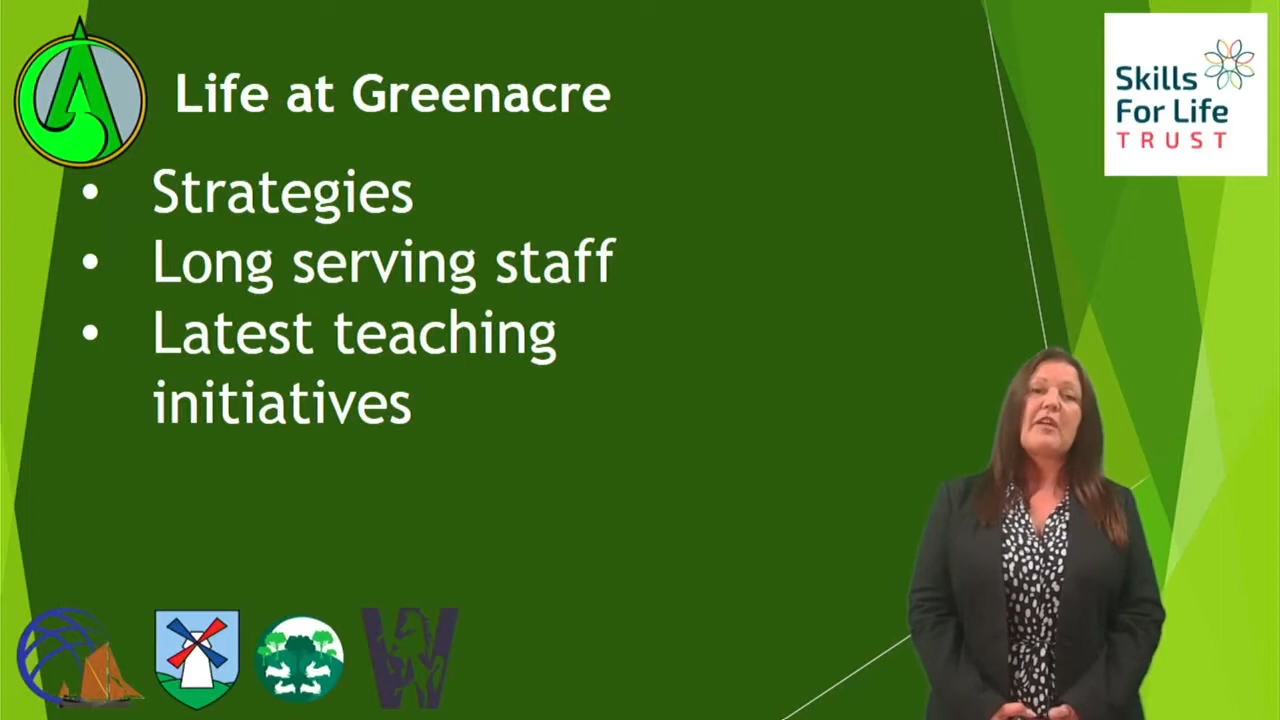 Life at Greenacre
Skills
For Life
TRUST
• Strategies
• Long serving staff
• Latest teaching
initiatives
W